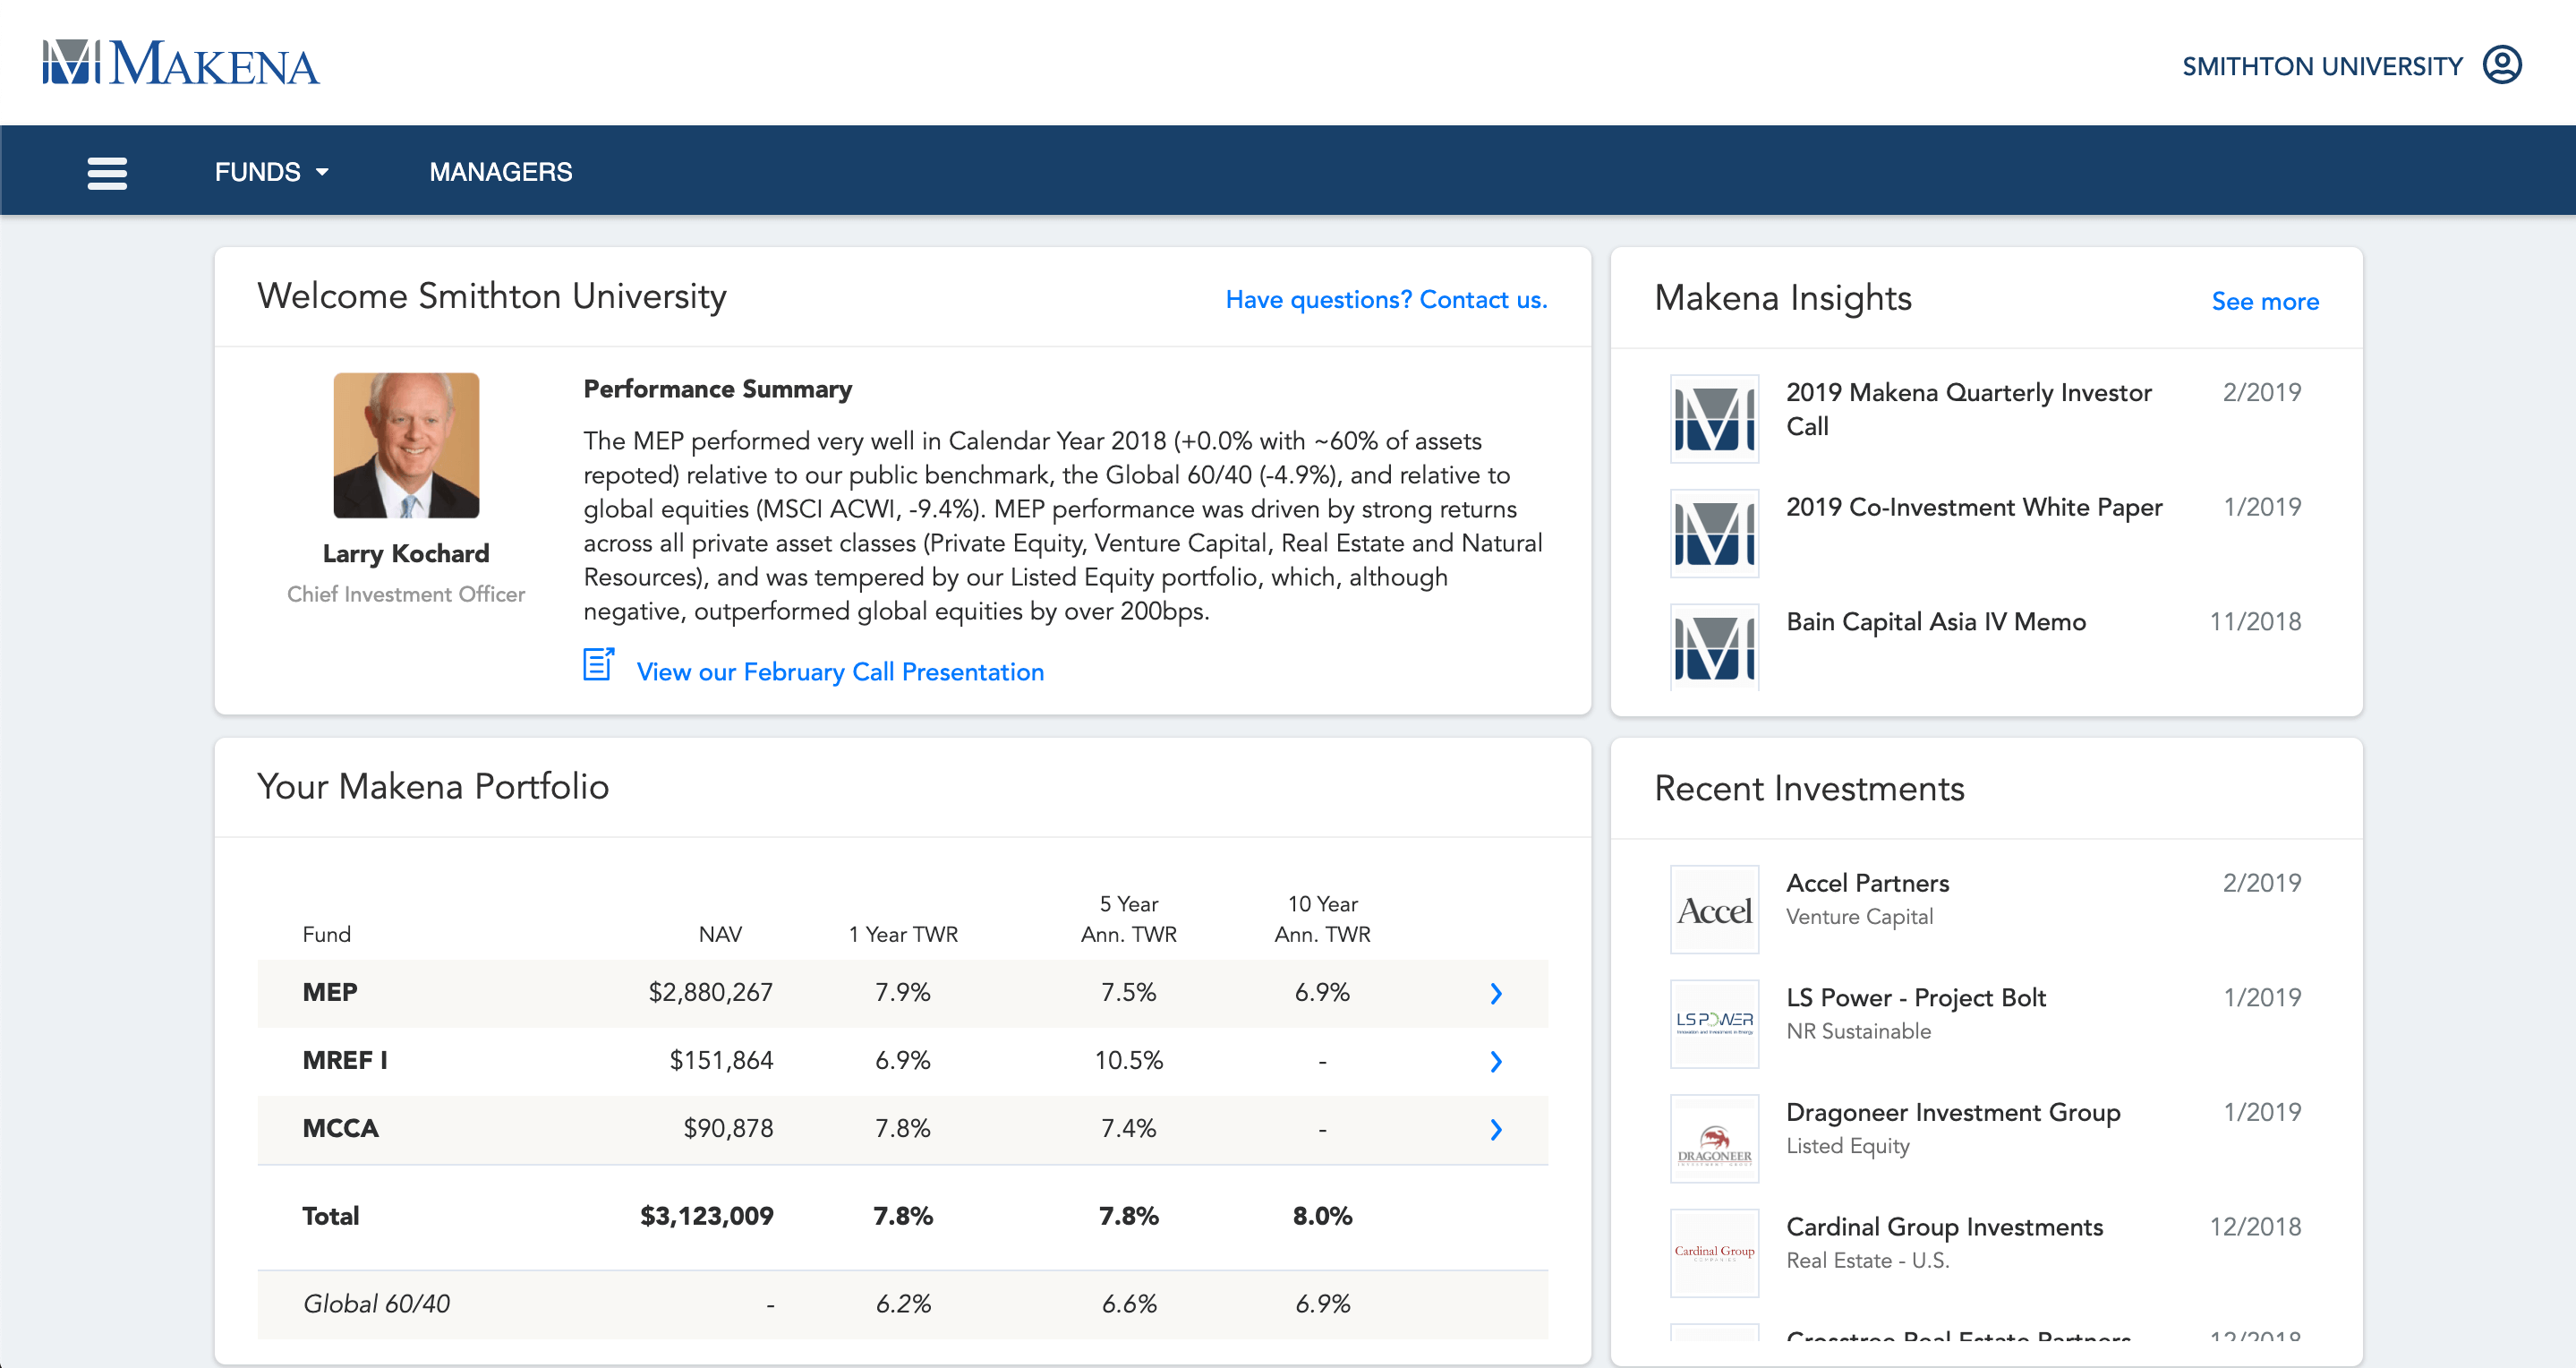 MAKENA
SMITHTON UNIVERSITY
FUNDS
MANAGERS
Welcome Smithton University
Have questions? Contact us.
Larry Kochard
Chief Investment Officer
Performance Summary
The MEP performed very well in Calendar Year 2018 (+0.0% with ~60% of assets
repoted) relative to our public benchmark, the Global 60/40 (-4.9%), and relative to
global equities (MSCI ACWI, -9.4%). MEP performance was driven by strong returns
across all private asset classes (Private Equity, Venture Capital, Real Estate and Natural
Resources), and was tempered by our Listed Equity portfolio, which, although
negative, outperformed global equities by over 200bps.
View our February Call Presentation
Makena Insights
See more
2019 Makena Quarterly Investor 2/2019
Call
2019 Co-Investment White Paper 1/2019
Bain Capital Asia IV Memo 11/2018
Your Makena Portfolio
5 Year 10 Year
Fund NAV 1 Year TWR Ann. TWR Ann. TWR
MEP $2,880,267 7.9% 7.5% 6.9%
MREF I $151,864 6.9% 10.5% -
MCCA $90,878 7.8% 7.4% -
Total $3,123,009 7.8% 7.8% 8.0%
Global 60/40 - 6.2% 6.6% 6.9%
Recent Investments
Accel
Accel Partners 2/2019
Venture Capital
LS POWER
LS Power - Project Bolt 1/2019
NR Sustainable
DRAGONEER
Dragoneer Investment Group 1/2019
Listed Equity
Cardinal Group
Cardinal Group Investments 12/2018
Real Estate - U.S.
Crosstree Real Estate Partners 12/2018